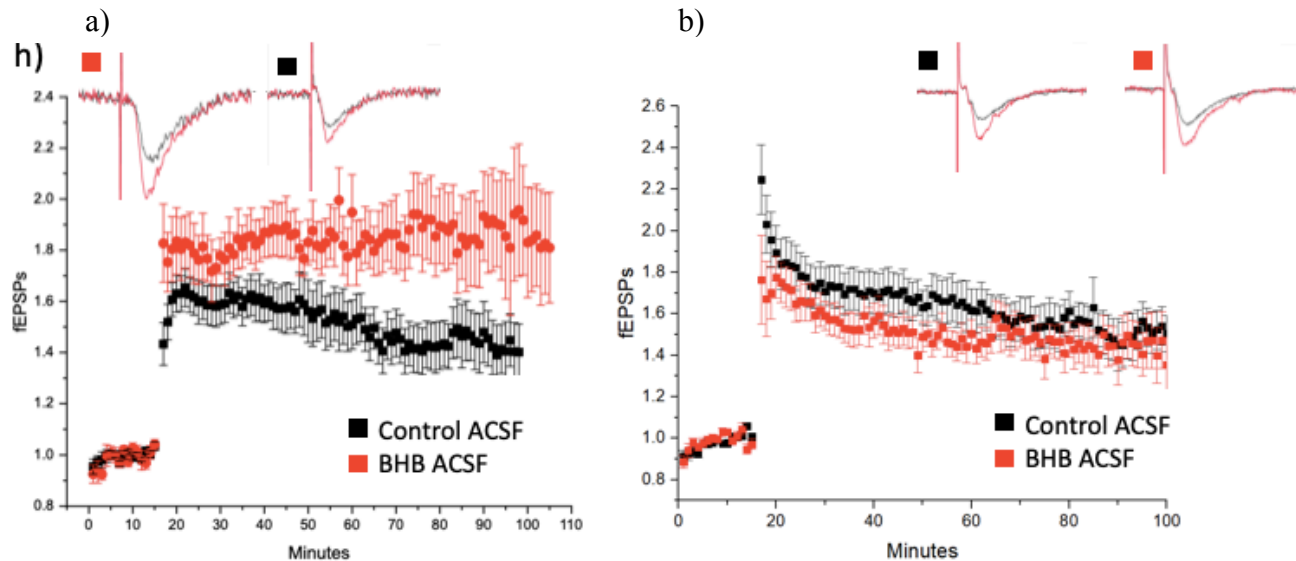 a)
h)
2.4
2.2
2.0
1.8
1.6
1.4
1.2
1.0
0.8
fEPSPs
0 10 20 30 40 50 60 70 80 90 100 110
Minutes
Control ACSF
BHB ACSF
b)
2.6
2.4
2.2
2.0
1.8
1.6
1.4
1.2
1.0
0.8
fEPSPs
0 20 40 60 80 100
Minutes
Control ACSF
BHB ACSF